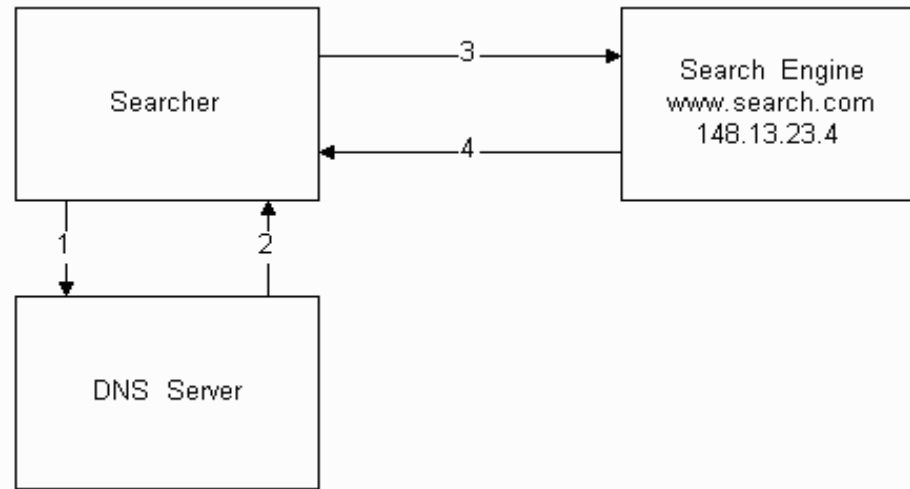 Searcher
3
Search Engine
www.search.com
148.13.23.4
4
1
2
DNS Server